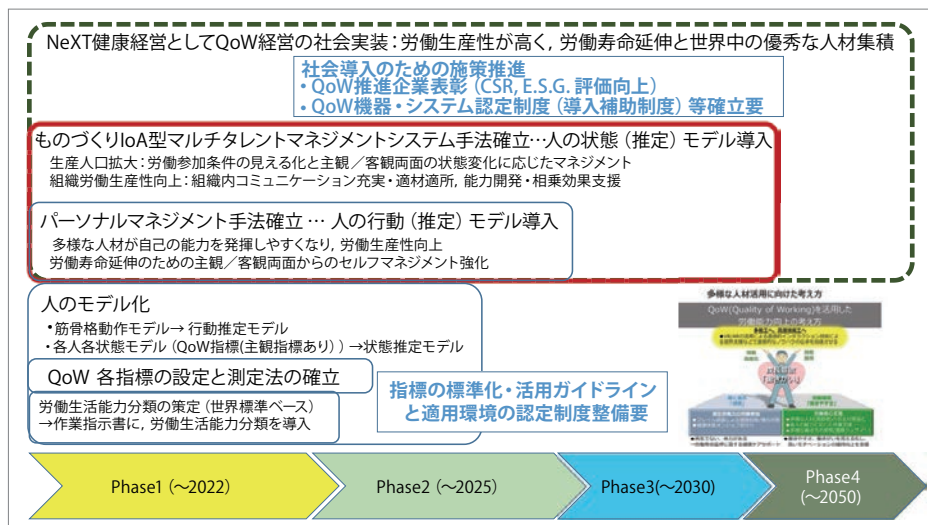 NeXT健康経営としてQoW経営の社会実装：労働生産性が高く，労働寿命延伸と世界中の優秀な人材集積
社会導入のための施策推進
・QoW推進企業表彰（CSR, E.S.G. 評価向上）
・QoW機器・システム認定制度（導入補助制度）等確立要
ものづくりIoA型マルチタレントマネジメントシステム手法確立…人の状態（推定）モデル導入
生産人口拡大：労働参加条件の見える化と主観／客観両面の状態変化に応じたマネジメント
組織労働生産性向上：組織内コミュニケーション充実・適材適所，能力開発・相乗効果支援
パーソナルマネジメント手法確立 … 人の行動（推定）モデル導入
多様な人材が自己の能力を発揮しやすくなり，労働生産性向上
労働寿命延伸のための主観／客観両面からのセルフマネジメント強化
人のモデル化
・筋骨格動作モデル→ 行動推定モデル
・各人各状態モデル（QoW指標(主観指標あり)）→状態推定モデル
QoW 各指標の設定と測定法の確立
労働生活能力分類の策定（世界標準ベース）
→作業指示書に，労働生活能力分類を導入
指標の標準化・活用ガイドライン
と適用環境の認定制度整備要
多様な人材活用に向けた考え方
QoW(Quality of Working)を活用した
労働能力向上の考え方
Phase1（～2022）
Phase2（～2025）
Phase3(～2030)
Phase4
(～2050)